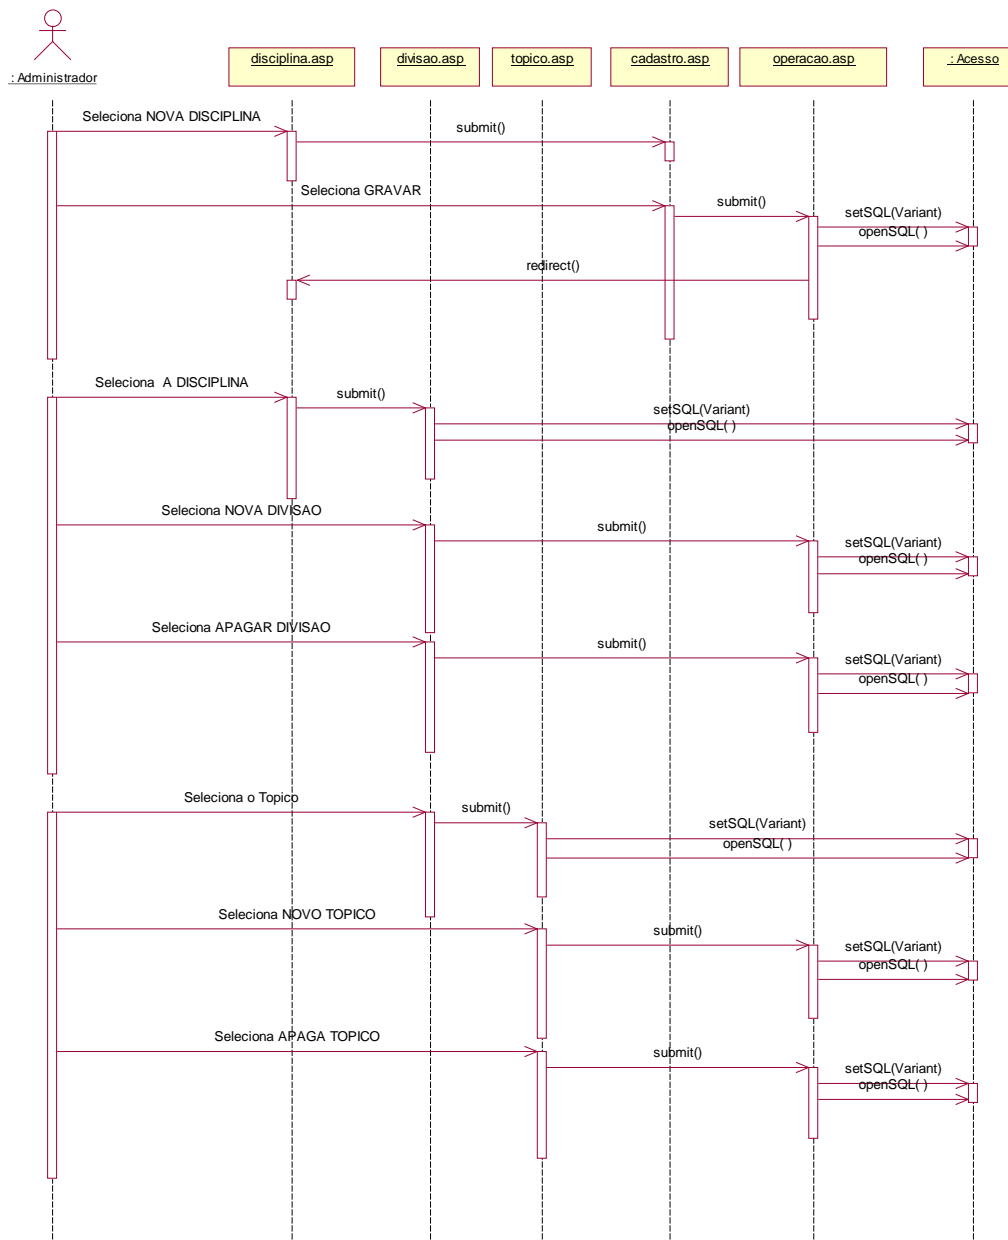 : Administrador
disciplina.asp
divisao.asp
topico.asp
cadastro.asp
operacao.asp
: Acesso
Seleciona NOVA DISCIPLINA
submit()
Seleciona GRAVAR
submit()
setSQL(Variant)
openSQL( )
redirect()
Seleciona  A DISCIPLINA
submit()
setSQL(Variant)
openSQL( )
Seleciona NOVA DIVISAO
submit()
setSQL(Variant)
openSQL( )
Seleciona APAGAR DIVISAO
submit()
setSQL(Variant)
openSQL( )
Seleciona o Topico
submit()
setSQL(Variant)
openSQL( )
Seleciona NOVO TOPICO
submit()
setSQL(Variant)
openSQL( )
Seleciona APAGA TOPICO
submit()
setSQL(Variant)
openSQL( )